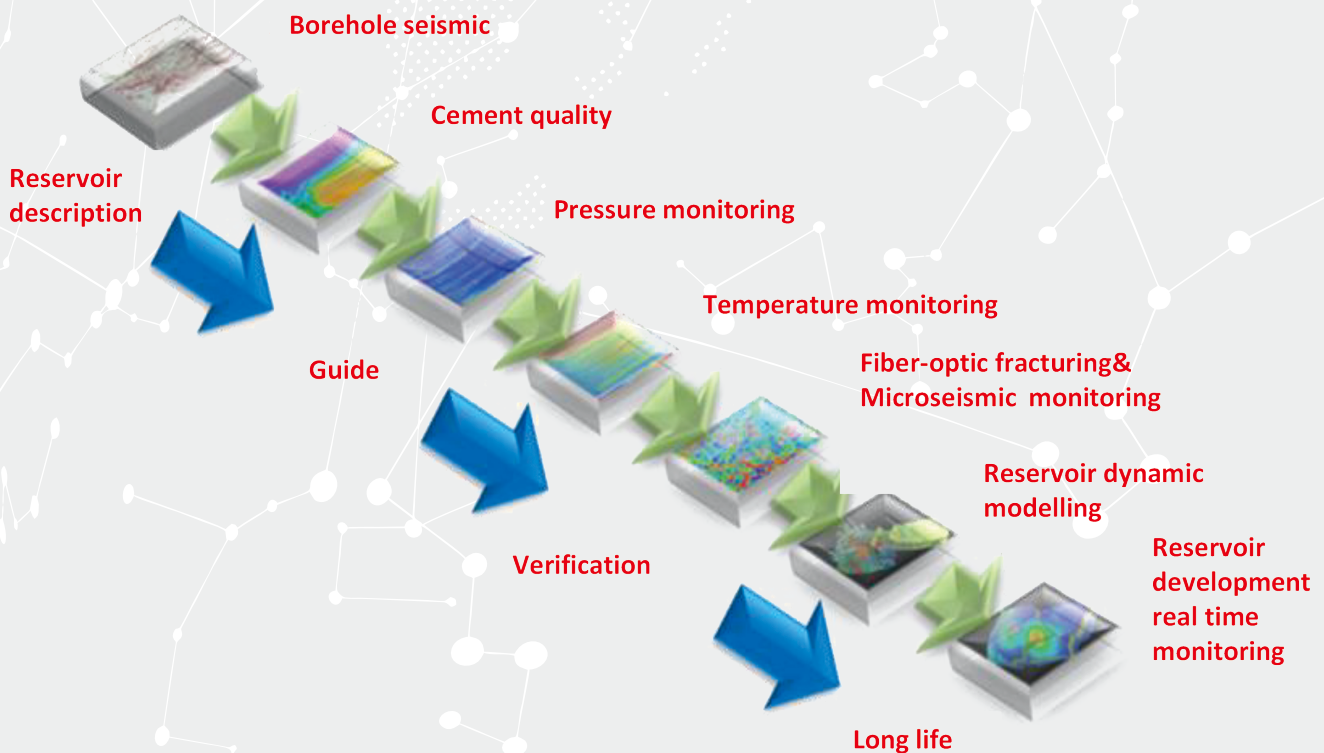 Borehole seismic
Cement quality
Reservoir
description
Pressure monitoring
Temperature monitoring
Guide
Fiber-optic fracturing&
Microseismic  monitoring
Reservoir dynamic
modelling
Verification
Reservoir
development
real time
monitoring
Long life